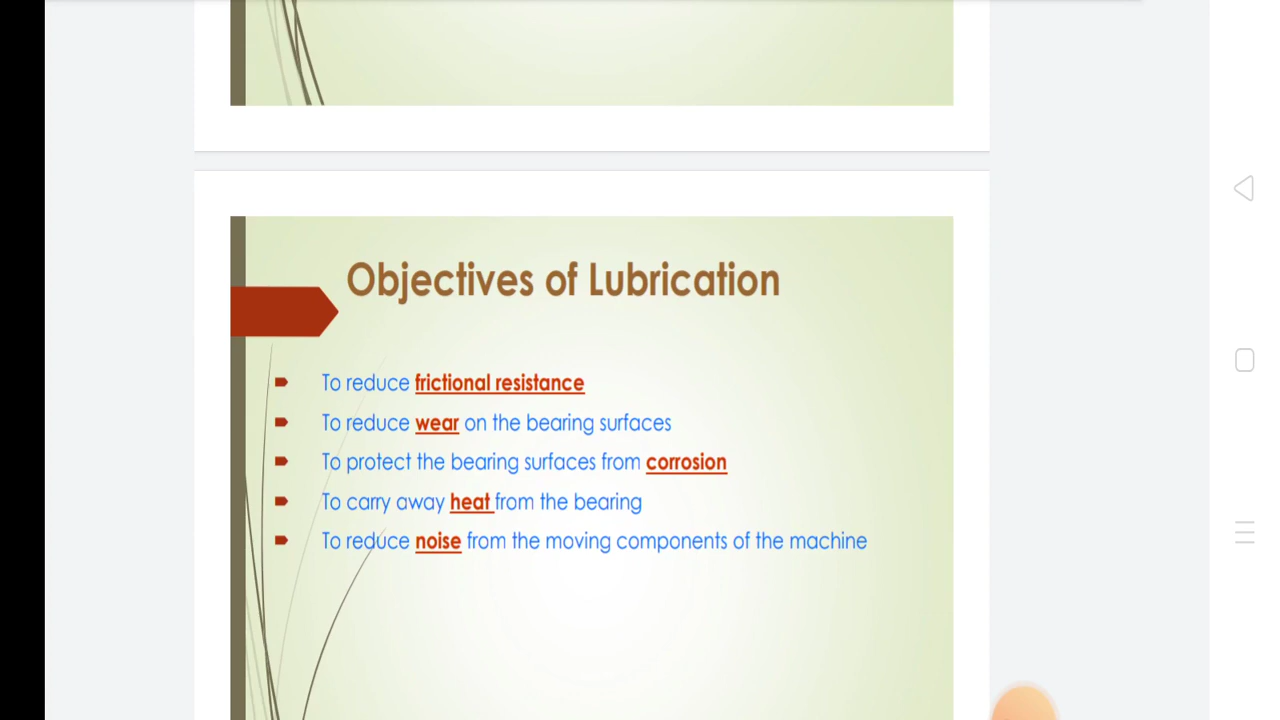 Objectives of Lubrication
To reduce frictional resistance
To reduce wear on the bearing surfaces
To protect the bearing surfaces from corrosion
To carry away heat from the bearing
To reduce noise from the moving components of the machine